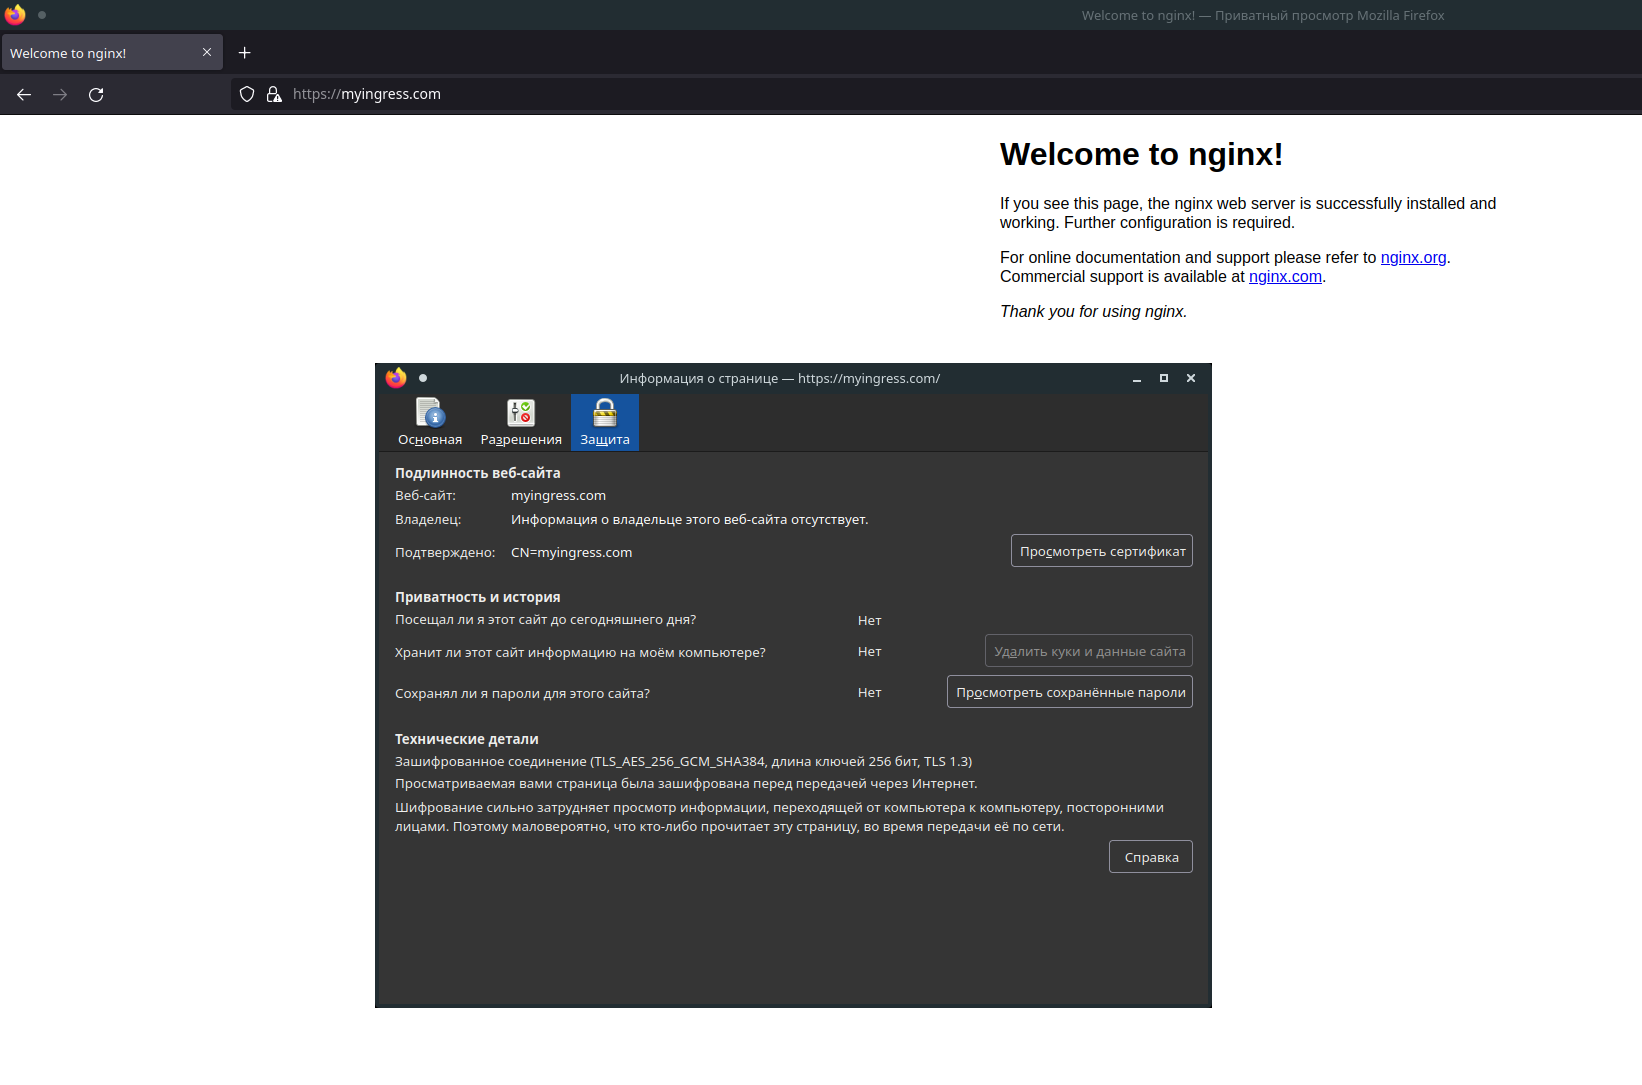 Welcome to nginx! — Приватный просмотр Mozilla Firefox
Welcome to nginx!
https://myingress.com
Welcome to nginx!
If you see this page, the nginx web server is successfully installed and
working. Further configuration is required.
For online documentation and support please refer to nginx.org.
Commercial support is available at nginx.com.
Thank you for using nginx.
Информация о странице — https://myingress.com/
Основная Разрешения Защита
Подлинность веб-сайта
Веб-сайт: myingress.com
Владелец: Информация о владельце этого веб-сайта отсутствует.
Подтверждено: CN=myingress.com Просмотреть сертификат
Приватность и история
Посещал ли я этот сайт до сегодняшнего дня? Нет
Хранит ли этот сайт информацию на моём компьютере? Нет Удалить куки и данные сайта
Сохранял ли я пароли для этого сайта? Нет Просмотреть сохранённые пароли
Технические детали
Зашифрованное соединение (TLS_AES_256_GCM_SHA384, длина ключей 256 бит, TLS 1.3)
Просматриваемая вами страница была зашифрована перед передачей через Интернет.
Шифрование сильно затрудняет просмотр информации, переходящей от компьютера к компьютеру, посторонними
лицами. Поэтому маловероятно, что кто-либо прочитает эту страницу, во время передачи её по сети.
Справка